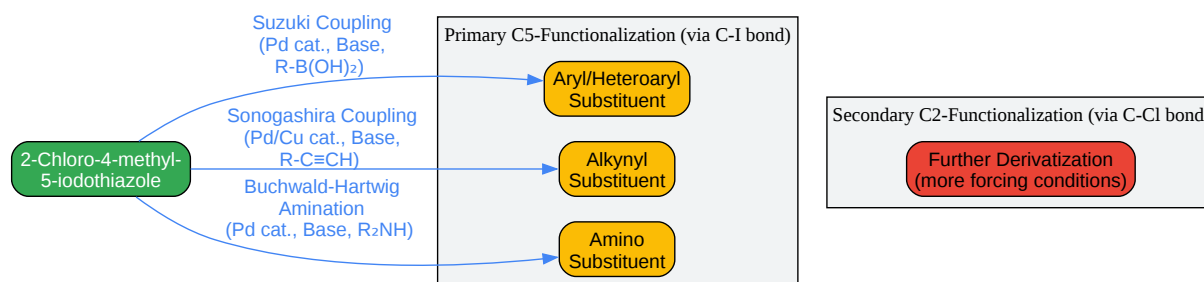 Suzuki Coupling
(Pd cat., Base,
R-B(OH)₂)
Sonogashira Coupling
(Pd/Cu cat., Base,
R-C≡CH)
Buchwald-Hartwig
Amination
(Pd cat., Base, R₂NH)
2-Chloro-4-methyl-
5-iodothiazole
Primary C5-Functionalization (via C-I bond)
Aryl/Heteroaryl
Substituent
Alkynyl
Substituent
Amino
Substituent
Secondary C2-Functionalization (via C-Cl bond
Further Derivatization
(more forcing conditions)